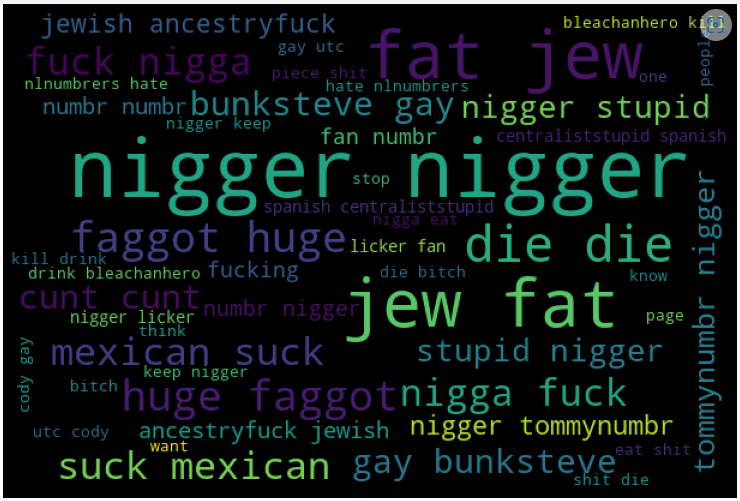 jewish ancestryfuck
bleachanhero kill
fat jew
gay utc
people
fuck nigga
piece shit
one
nlnumbrers hate
hate nlnumbrers
numbr numbr
bunksteve gay
nigger stupid
nigger keep
fan numbr
centraliststupid spanish
nigger nigger
stop
spanish centraliststupid
nigga eat
faggot huge
licker fan
die die
kill drink
drink bleachanhero
fucking
die bitch
know
cunt cunt
numbr nigger
jew fat
nigger licker
page
think
tommynumbr nigger
cody gay
mexican suck
stupid nigger
keep nigger
bitch
huge faggot
nigga fuck
utc cody
ancestryfuck jewish
nigger tommynumbr
want
eat shit
suck mexican
gay bunksteve
shit die